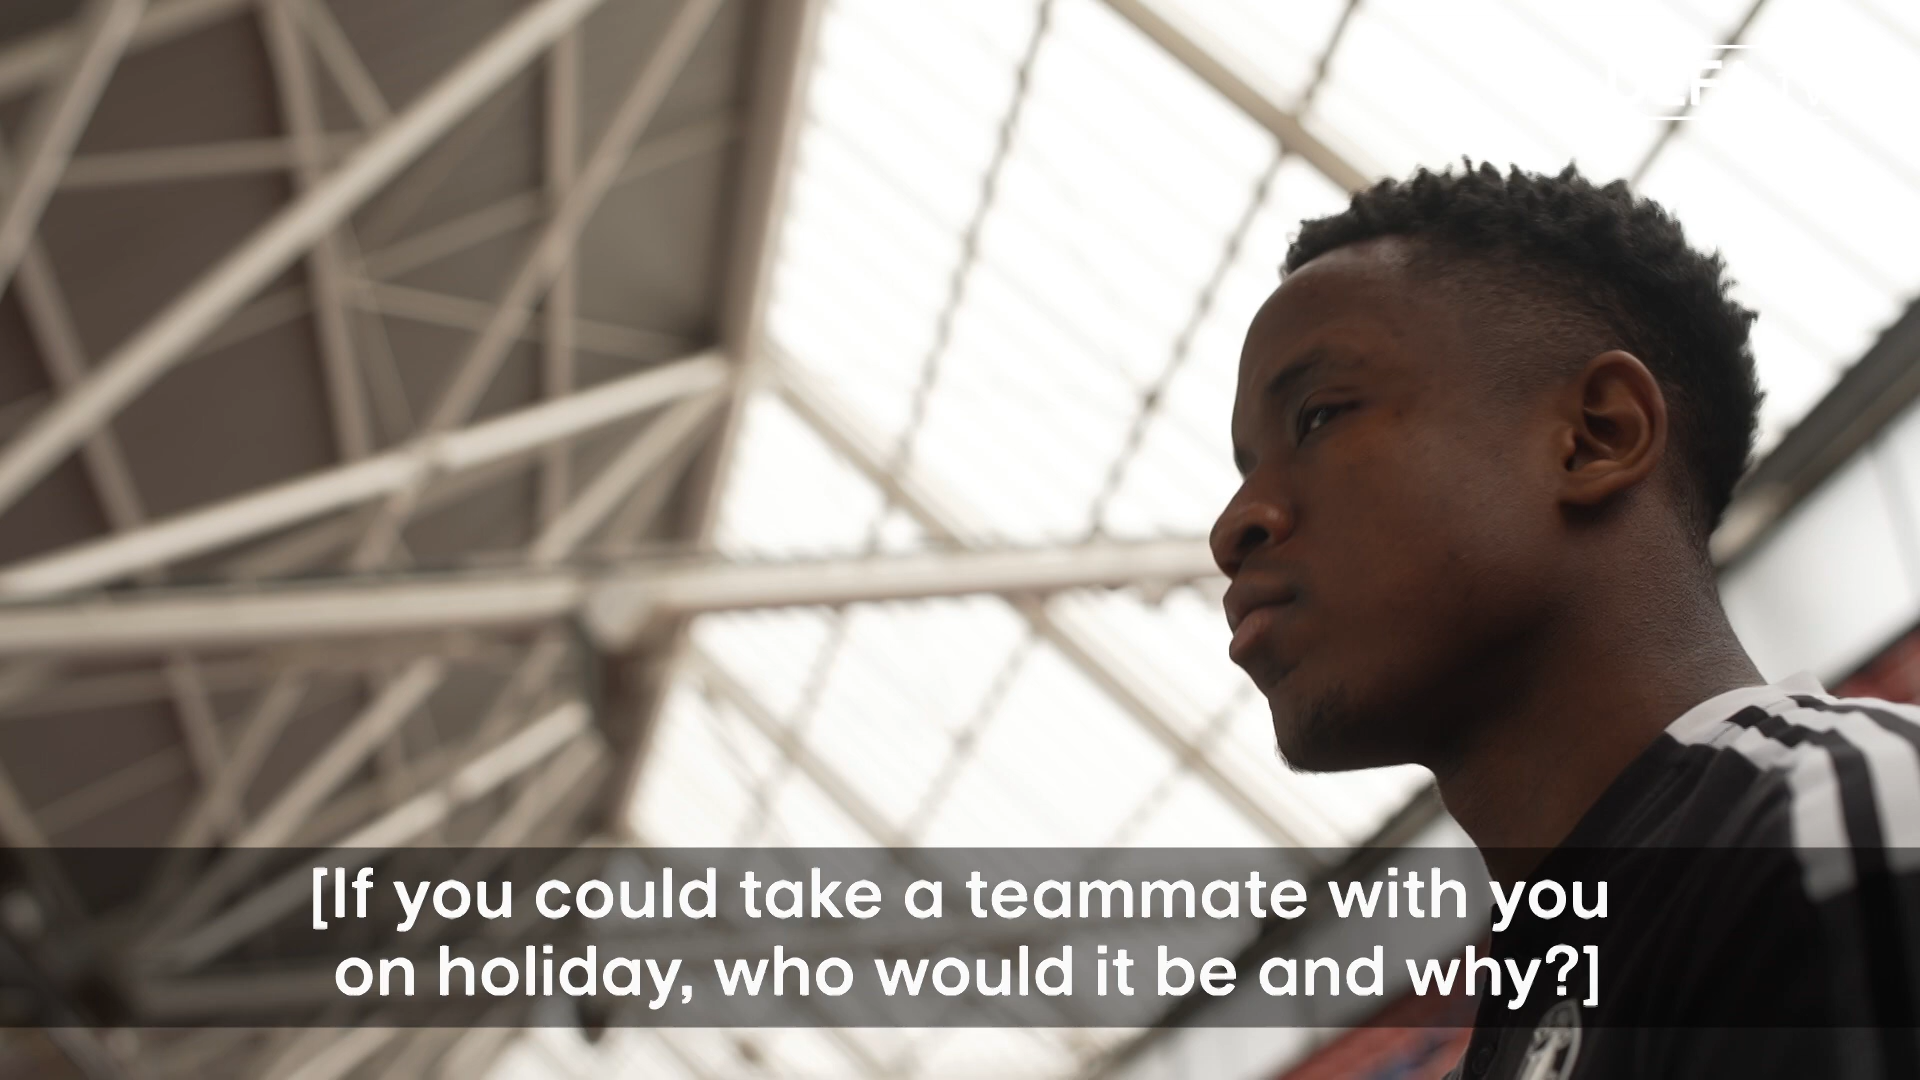 [If you could take a teammate with you
on holiday, who would it be and why?]